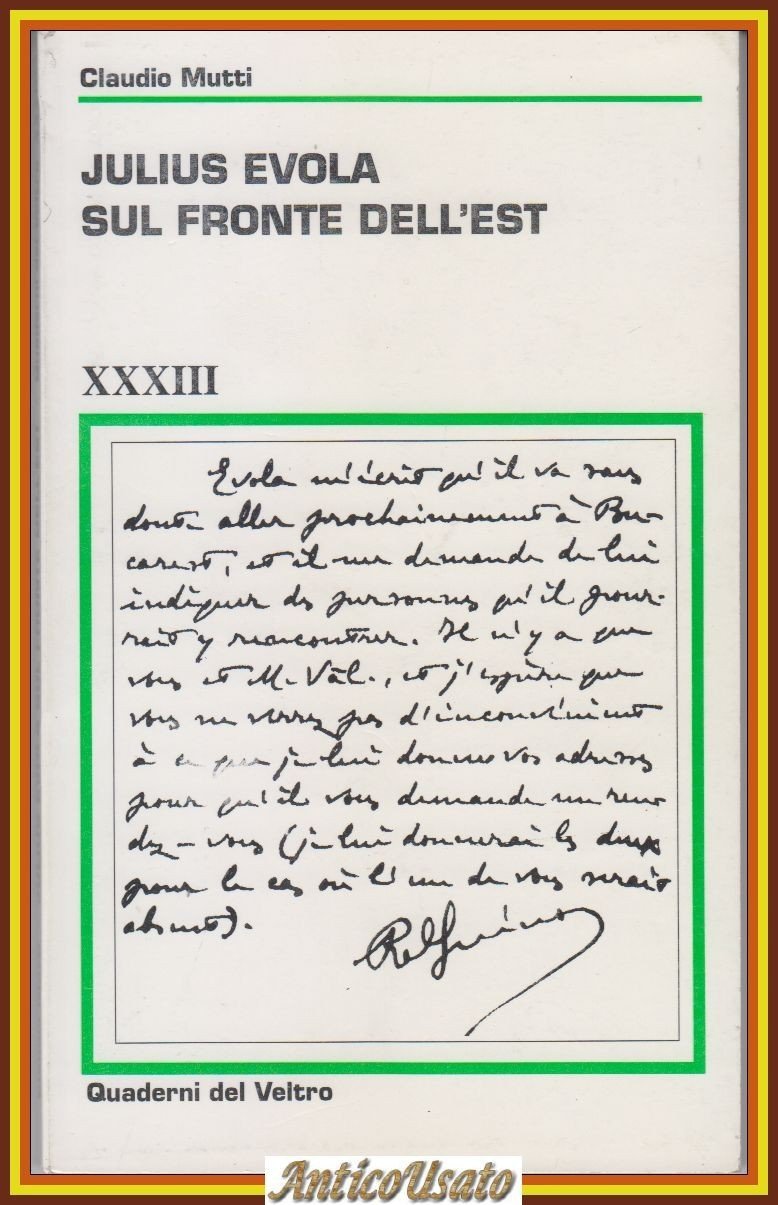 Claudio Mutti
JULIUS EVOLA
SUL FRONTE DELL'EST
XXXIII
Evola m'écrit qu'il va sans
doute aller prochainement à Bu-
carest, et il me demande de lui
indiquer des personnes qu'il pour-
rait y rencontrer. Il n'y a que
vous et M. Vâl., et j'espère que
vous ne verrez pas d'inconvénient
à ce que je lui donne vos adresses
pour qu'il vous demande un ren-
dez-vous (je lui donnerai les deux
pour le cas où l'un de vous serait
absent).
Quaderni del Veltro
AnticoUsato